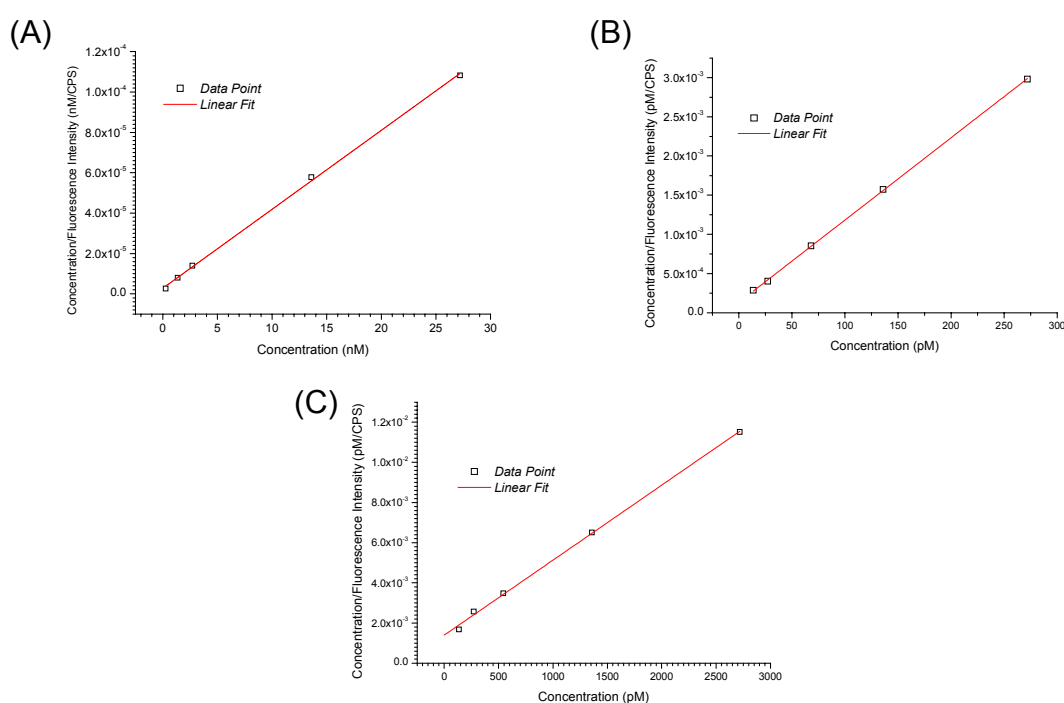 (A)
Concentration/Fluorescence Intensity (nM/CPS)
1.2x10⁻⁴
1.0x10⁻⁴
8.0x10⁻⁵
6.0x10⁻⁵
4.0x10⁻⁵
2.0x10⁻⁵
0.0
Data Point
Linear Fit
0 5 10 15 20 25 30
Concentration (nM)
(B)
Concentration/Fluorescence Intensity (pM/CPS)
3.0x10⁻³
2.5x10⁻³
2.0x10⁻³
1.5x10⁻³
1.0x10⁻³
5.0x10⁻⁴
0.0
Data Point
Linear Fit
0 50 100 150 200 250 300
Concentration (pM)
(C)
Concentration/Fluorescence Intensity (pM/CPS)
1.2x10⁻²
1.0x10⁻²
8.0x10⁻³
6.0x10⁻³
4.0x10⁻³
2.0x10⁻³
0.0
Data Point
Linear Fit
0 500 1000 1500 2000 2500 3000
Concentration (pM)